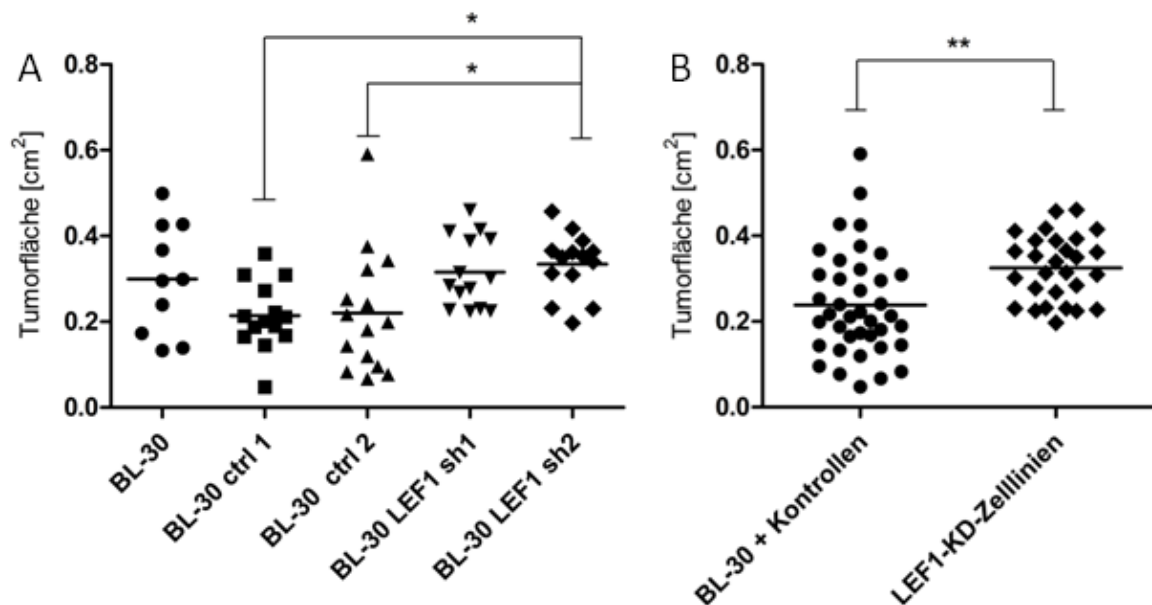 A
Tumorfläche [cm²]
0.8
0.6
0.4
0.2
0.0
*
*
BL-30
BL-30 ctrl 1
BL-30 ctrl 2
BL-30 LEF1 sh1
BL-30 LEF1 sh2
B
Tumorfläche [cm²]
0.8
0.6
0.4
0.2
0.0
**
BL-30 + Kontrollen
LEF1-KD-Zelllinien